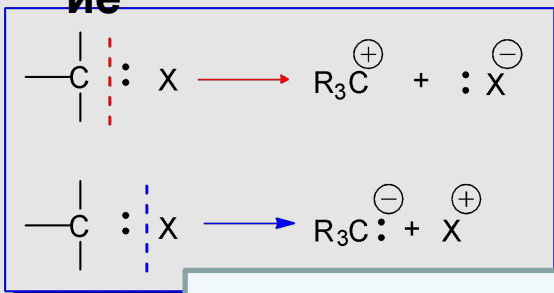 ие
C : X → R₃C⊕ + :X⊖
C : X → R₃C:⊖ + X⊕